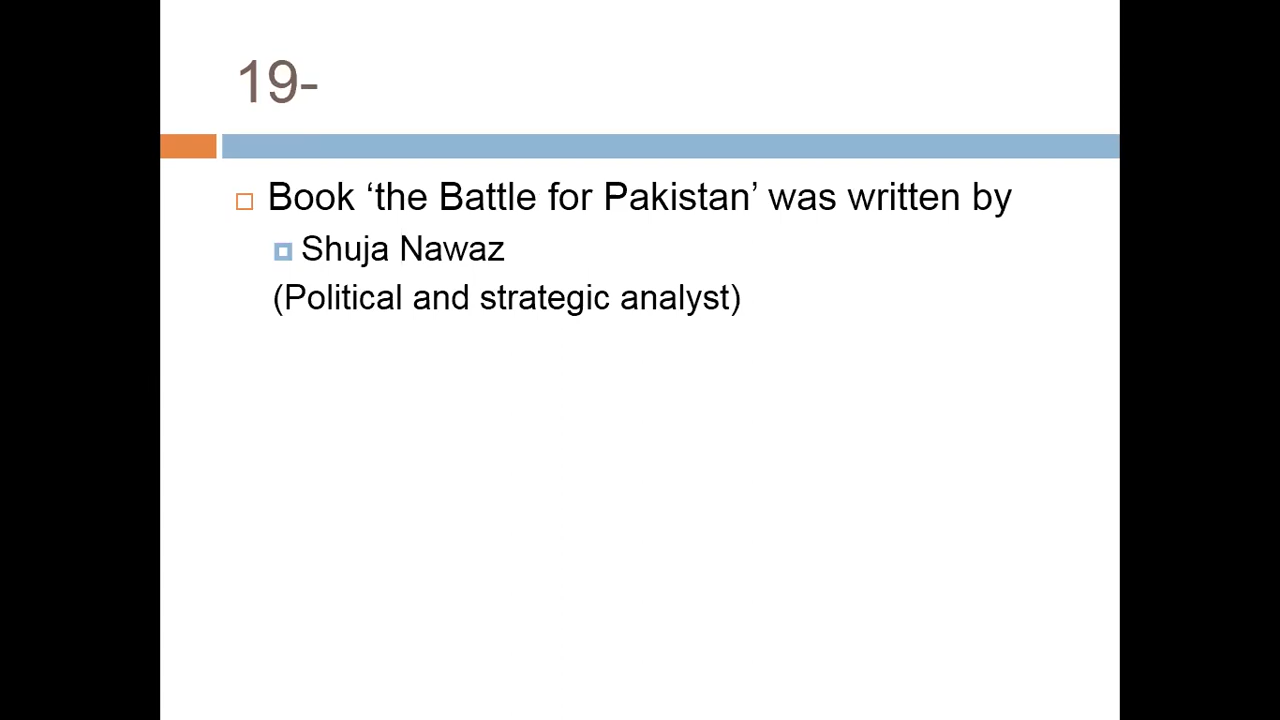 19-
Book ‘the Battle for Pakistan’ was written by
Shuja Nawaz
(Political and strategic analyst)